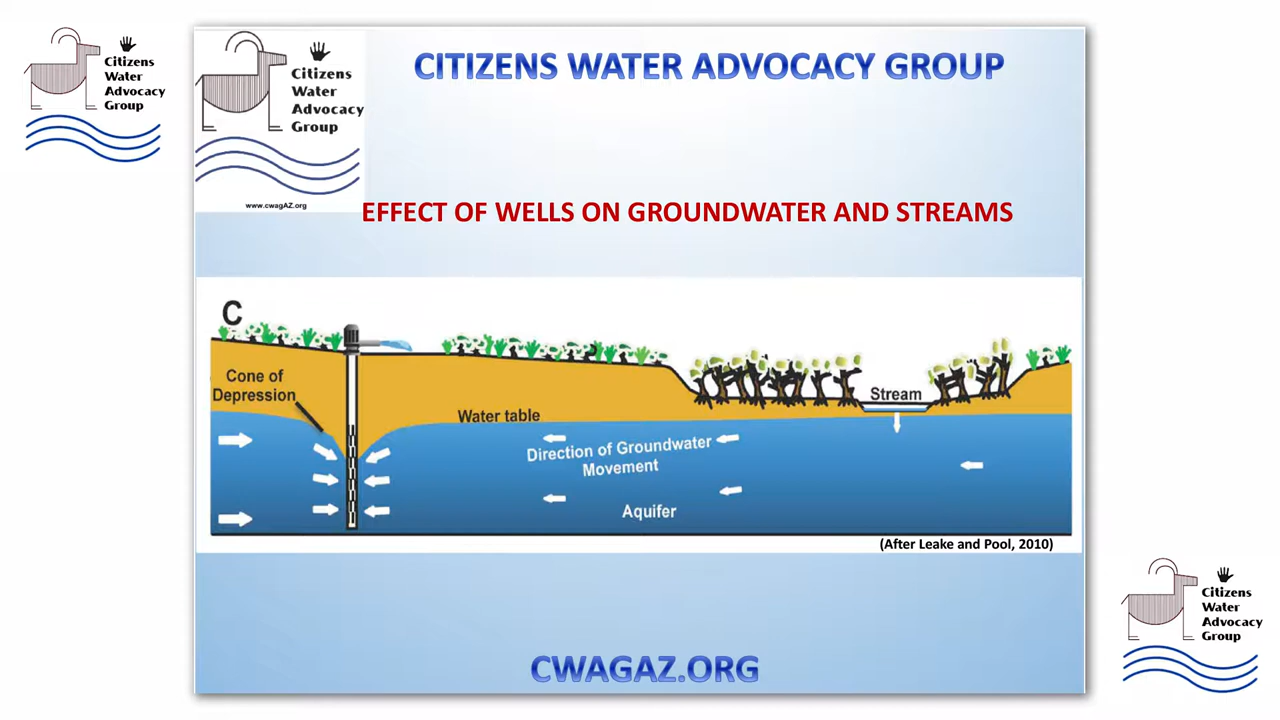 Citizens
Water
Advocacy
Group
Citizens
Water
Advocacy
Group
www.cwagAZ.org
CITIZENS WATER ADVOCACY GROUP
EFFECT OF WELLS ON GROUNDWATER AND STREAMS
C
Cone of
Depression
Water table
Stream
Direction of Groundwater
Movement
Aquifer
(After Leake and Pool, 2010)
CWAGAZ.ORG
Citizens
Water
Advocacy
Group